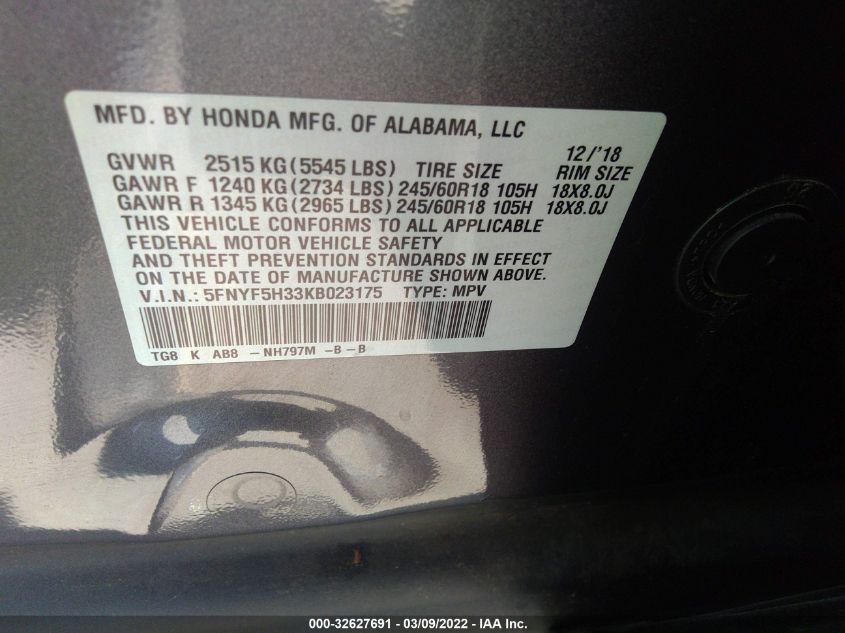 MFD. BY HONDA MFG. OF ALABAMA, LLC
12/'18
GVWR 2515 KG (5545 LBS) TIRE SIZE RIM SIZE
GAWR F 1240 KG (2734 LBS) 245/60R18 105H 18X8.0J
GAWR R 1345 KG (2965 LBS) 245/60R18 105H 18X8.0J
THIS VEHICLE CONFORMS TO ALL APPLICABLE
FEDERAL MOTOR VEHICLE SAFETY
AND THEFT PREVENTION STANDARDS IN EFFECT
ON THE DATE OF MANUFACTURE SHOWN ABOVE.
V.I.N.: 5FNYF5H33KB023175 TYPE: MPV
TG8 K AB8 – NH797M – B – B
000-32627691 - 03/09/2022 - IAA Inc.